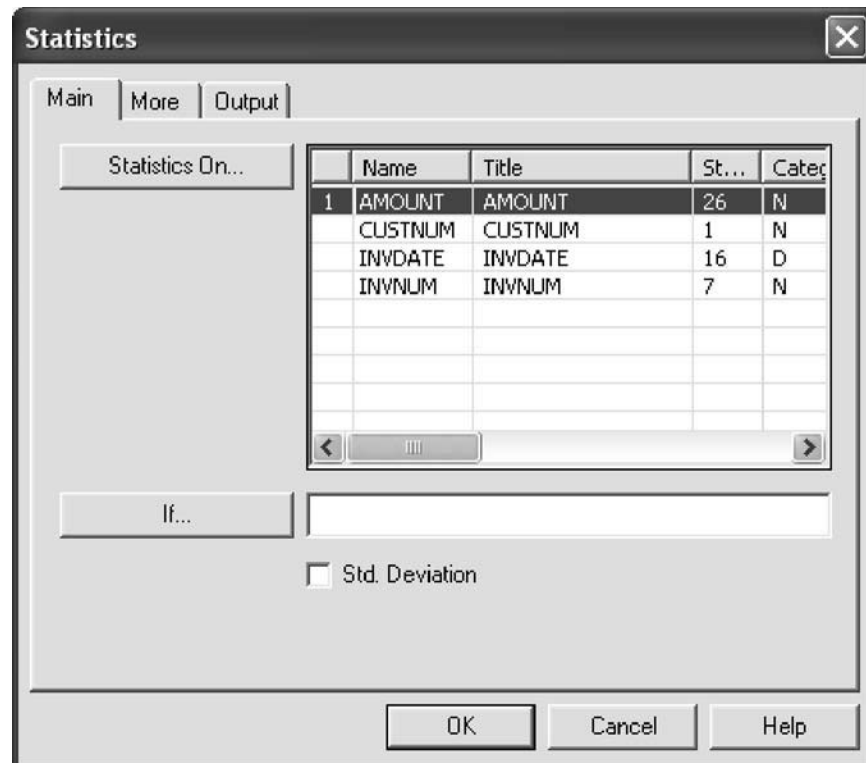 Statistics
Main More Output
Statistics On...
Name Title St... Categ
1 AMOUNT AMOUNT 26 N
CUSTNUM CUSTNUM 1 N
INVDATE INVDATE 16 D
INVNUM INVNUM 7 N
If...
Std. Deviation
OK Cancel Help